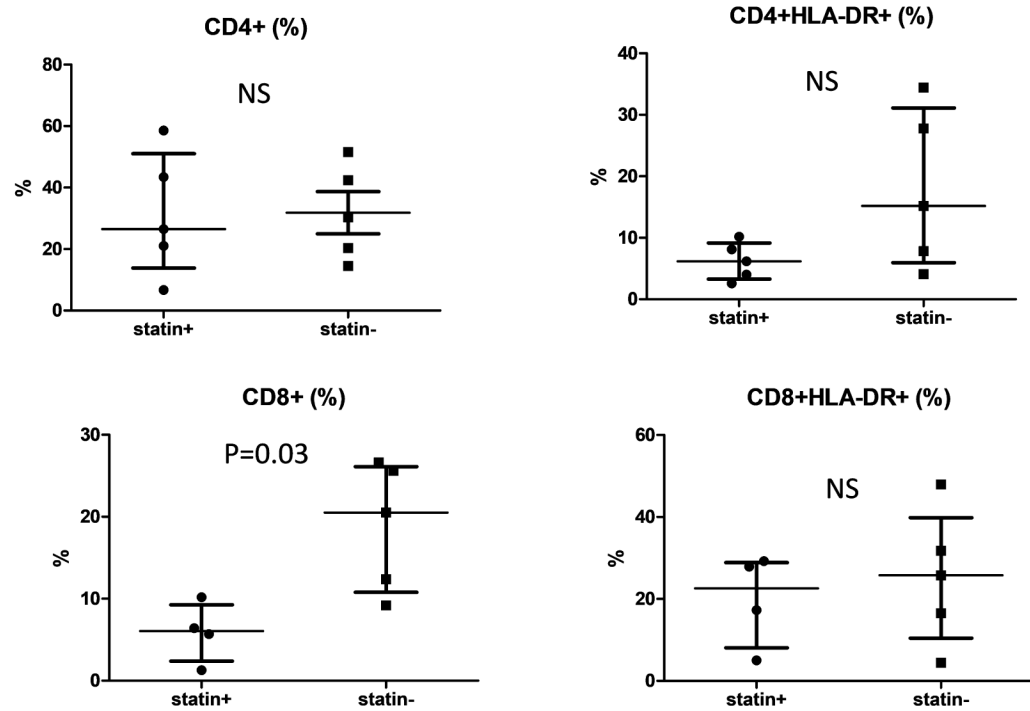 CD4+ (%)
80
60
40
20
0
%
NS
statin+
statin-
CD4+HLA-DR+ (%)
40
30
20
10
0
%
NS
statin+
statin-
CD8+ (%)
30
20
10
0
%
P=0.03
statin+
statin-
CD8+HLA-DR+ (%)
60
40
20
0
%
NS
statin+
statin-